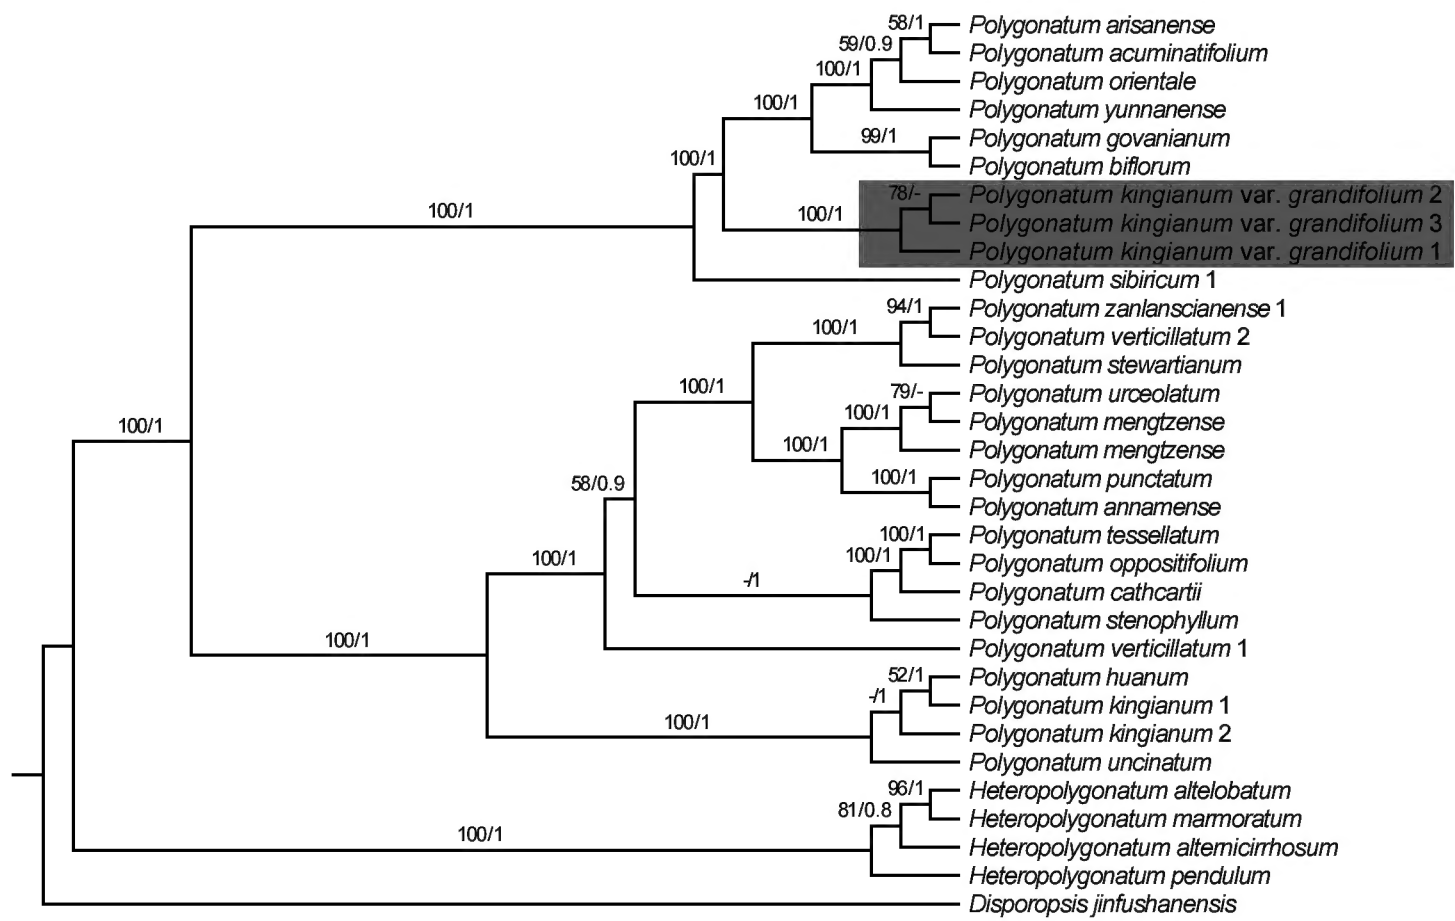 58/1
Polygonatum arisanense
59/0.9
Polygonatum acuminatifolium
100/1
Polygonatum orientale
100/1
Polygonatum yunnanense
99/1
Polygonatum govanianum
100/1
Polygonatum biflorum
78/-
Polygonatum kingianum var. grandifolium 2
100/1
100/1
Polygonatum kingianum var. grandifolium 3
Polygonatum kingianum var. grandifolium 1
Polygonatum sibiricum 1
94/1
Polygonatum zanlanscianense 1
100/1
Polygonatum verticillatum 2
Polygonatum stewartianum
100/1
79/-
Polygonatum urceolatum
100/1
Polygonatum mengtzense
100/1
100/1
Polygonatum mengtzense
100/1
Polygonatum punctatum
58/0.9
Polygonatum annamense
100/1
Polygonatum tessellatum
100/1
100/1
Polygonatum oppositifolium
-/1
Polygonatum cathcartii
Polygonatum stenophyllum
100/1
Polygonatum verticillatum 1
52/1
Polygonatum huanum
-/1
Polygonatum kingianum 1
100/1
Polygonatum kingianum 2
Polygonatum uncinatum
96/1
Heteropolygonatum altelobatum
81/0.8
Heteropolygonatum marmoratum
100/1
Heteropolygonatum alternicirrhosum
Heteropolygonatum pendulum
Disporopsis jinfushanensis